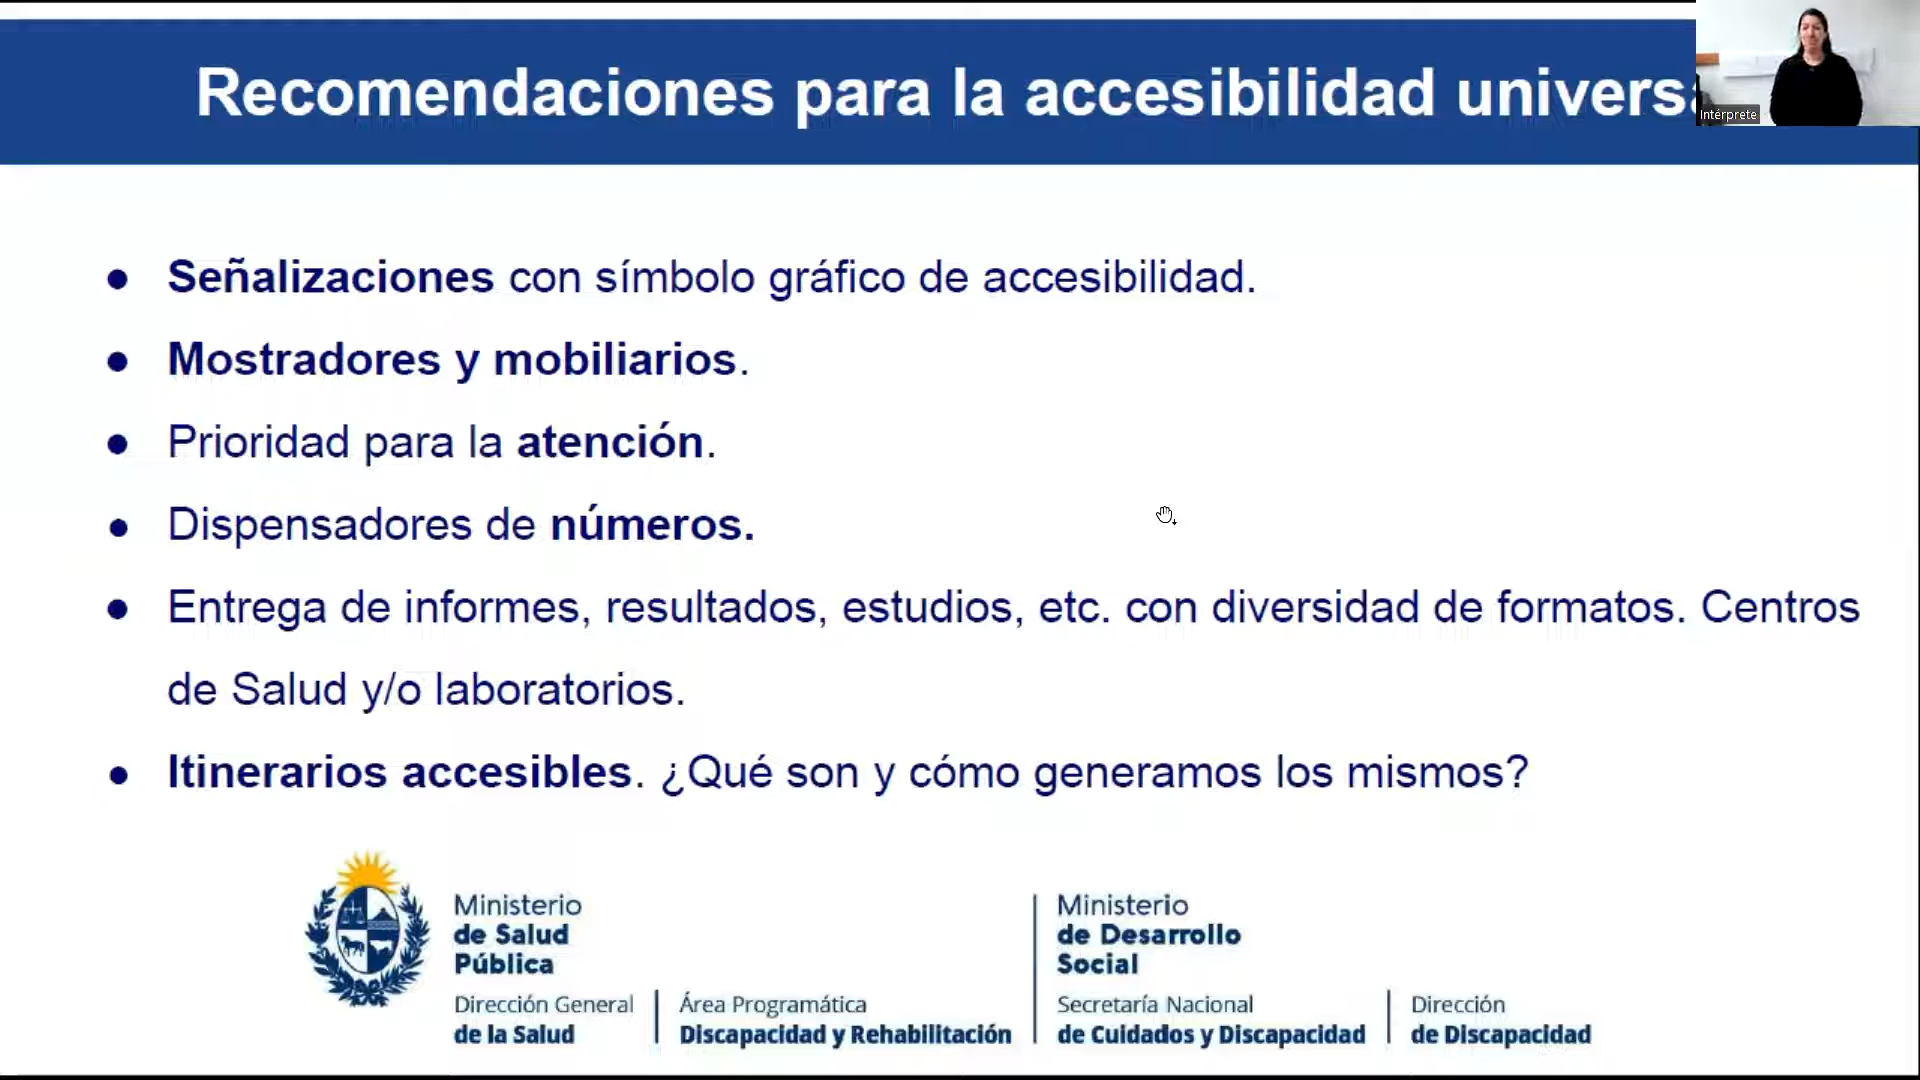 Recomendaciones para la accesibilidad univers
Intérprete
● Señalizaciones con símbolo gráfico de accesibilidad.
● Mostradores y mobiliarios.
● Prioridad para la atención.
● Dispensadores de números.
● Entrega de informes, resultados, estudios, etc. con diversidad de formatos. Centros
de Salud y/o laboratorios.
● Itinerarios accesibles. ¿Qué son y cómo generamos los mismos?
Ministerio
de Salud
Pública
Dirección General
de la Salud
Área Programática
Discapacidad y Rehabilitación
Ministerio
de Desarrollo
Social
Secretaría Nacional
de Cuidados y Discapacidad
Dirección
de Discapacidad